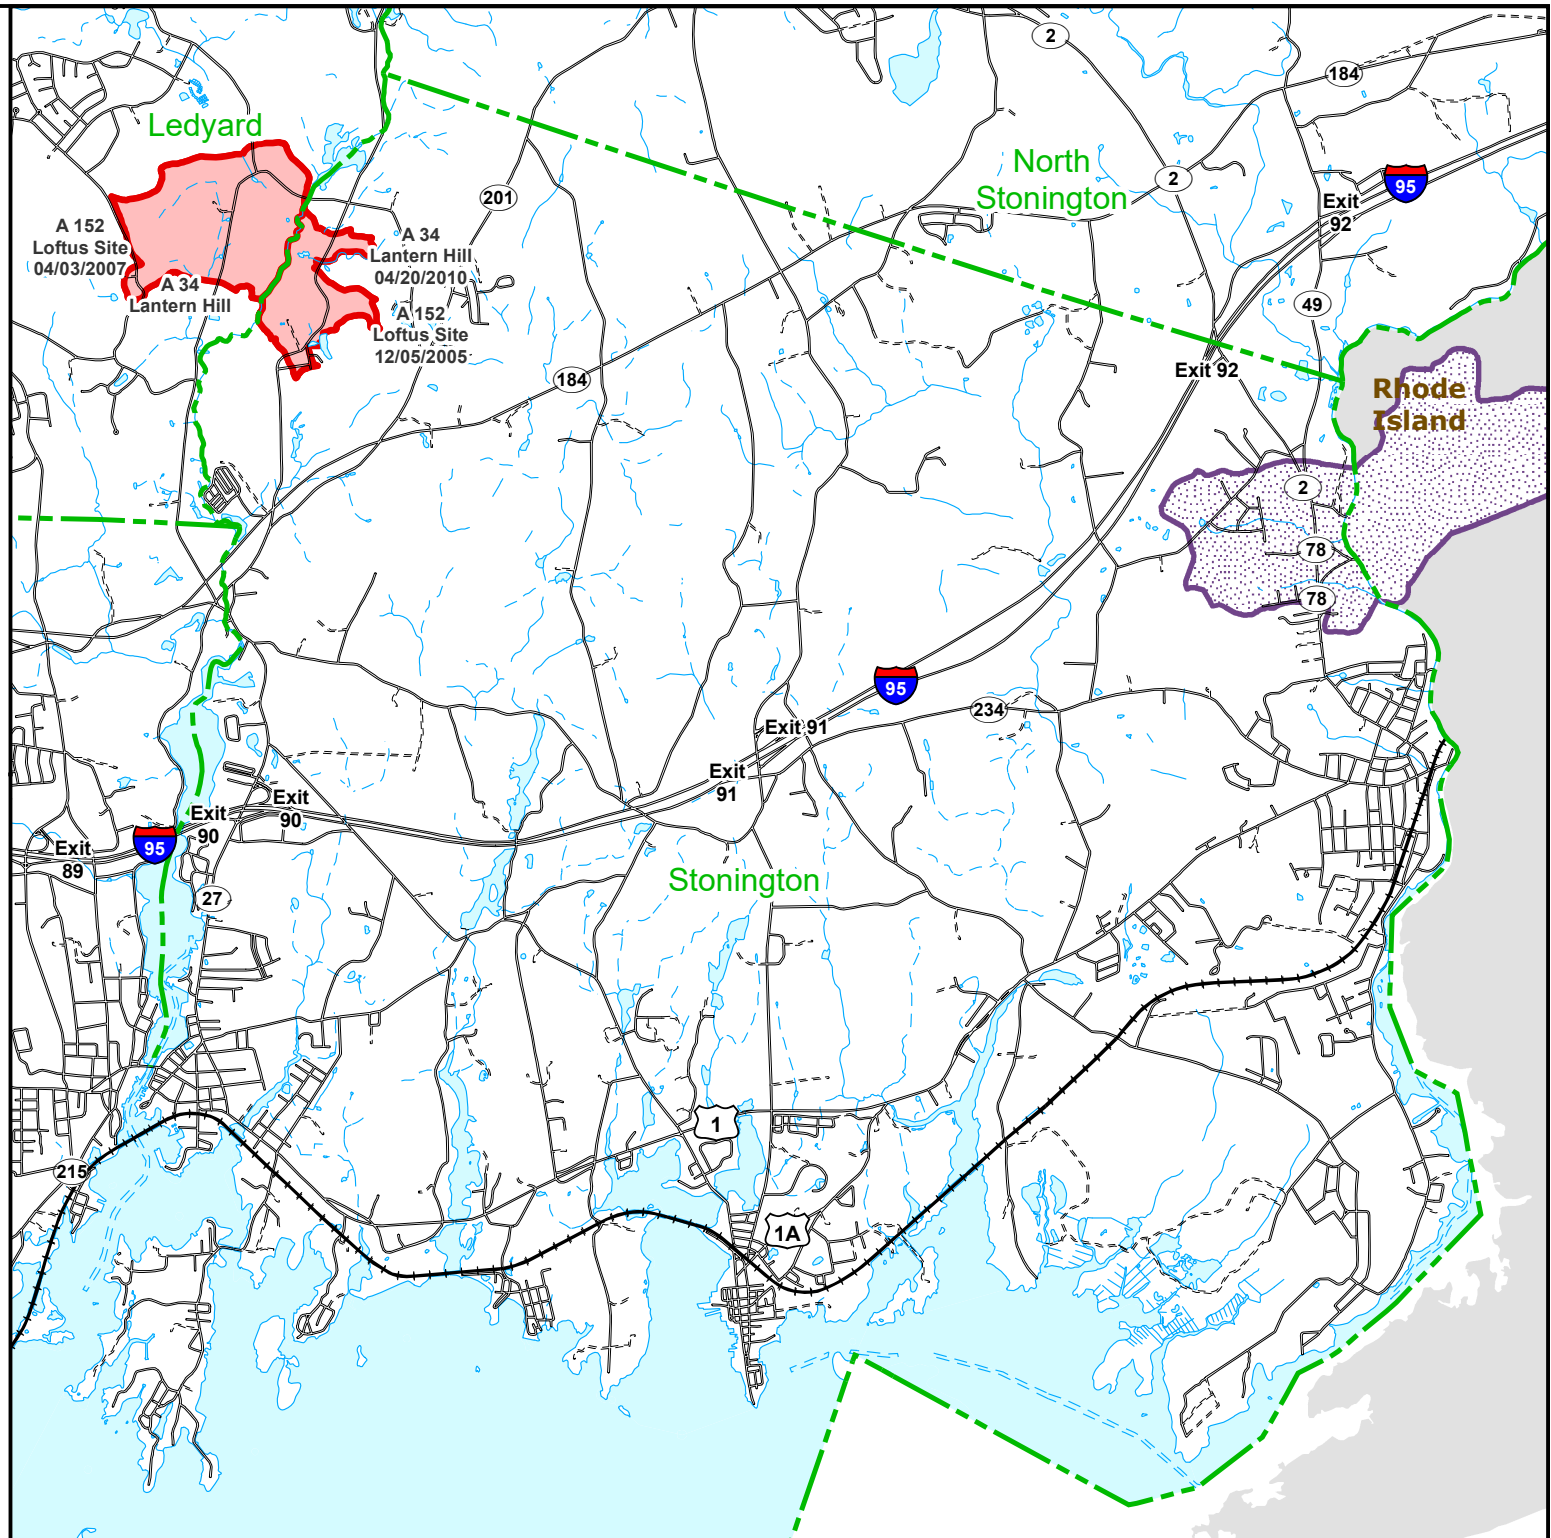 2
184
Ledyard
North
Stonington
2
95
Exit
92
201
A 152
Loftus Site
04/03/2007
A 34
Lantern Hill
04/20/2010
A 34
Lantern Hill
A 152
Loftus Site
12/05/2005
49
Exit 92
184
Rhode
Island
2
78
78
95
234
Exit 91
Exit
91
Exit
90
Exit
90
95
Exit
89
27
Stonington
1
215
1A